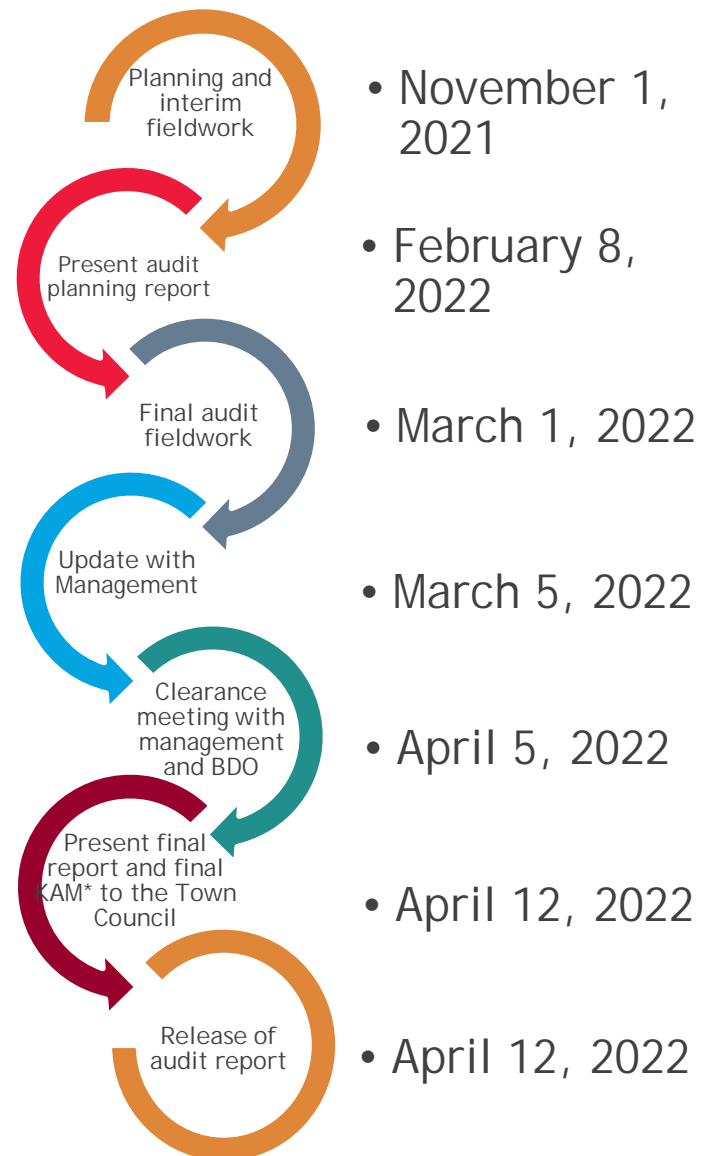 Planning and
interim
fieldwork
• November 1,
2021
Present audit
planning report
• February 8,
2022
Final audit
fieldwork
• March 1, 2022
Update with
Management
• March 5, 2022
Clearance
meeting with
management
and BDO
• April 5, 2022
Present final
report and final
KAM* to the Town
Council
• April 12, 2022
Release of
audit report
• April 12, 2022